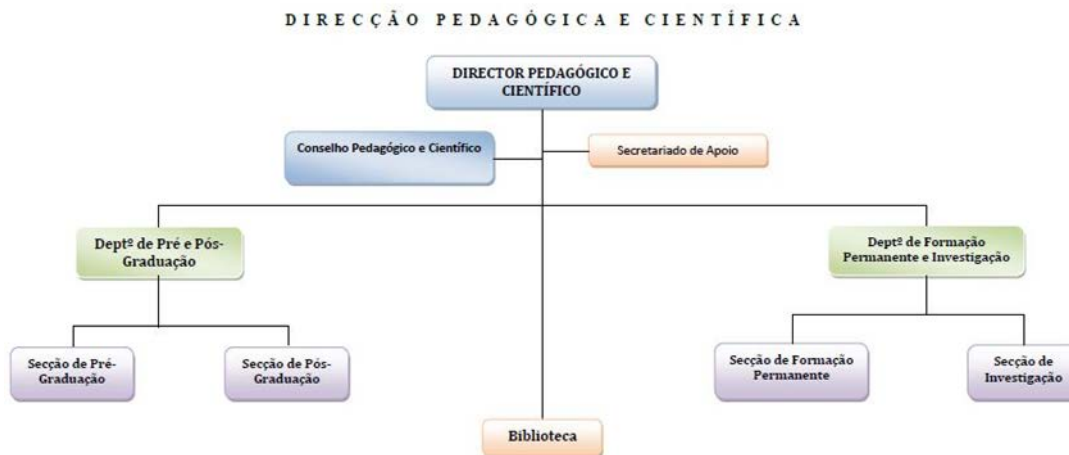 DIRECÇÃO PEDAGÓGICA E CIENTÍFICA
DIRECTOR PEDAGÓGICO E
CIENTÍFICO
Conselho Pedagógico e Científico
Secretariado de Apoio
Deptº de Pré e Pós-
Graduação
Deptº de Formação
Permanente e Investigação
Secção de Pré-
Graduação
Secção de Pós-
Graduação
Secção de Formação
Permanente
Secção de
Investigação
Biblioteca